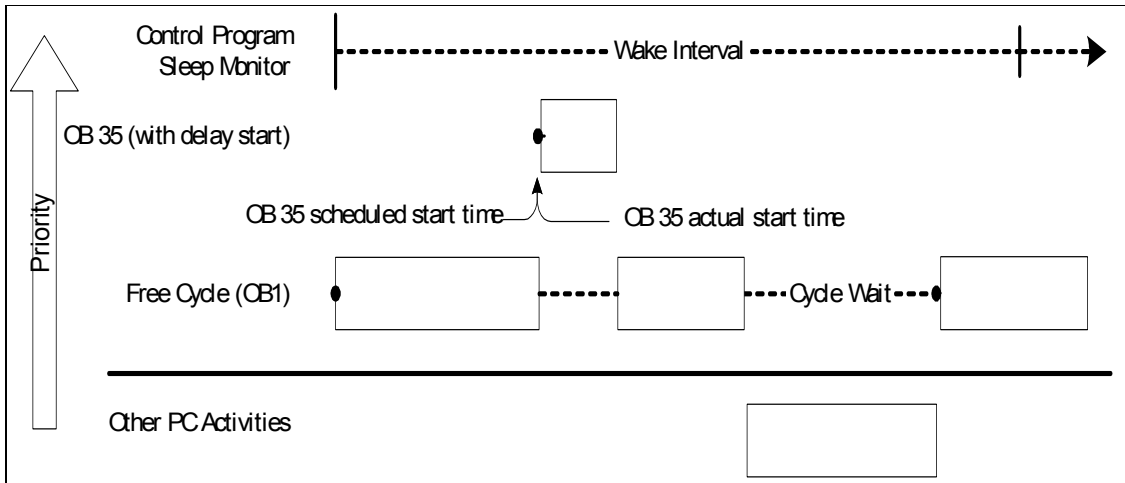 Control Program
Sleep Monitor
Wake Interval
OB 35 (with delay start)
OB 35 scheduled start time
OB 35 actual start time
Priority
Free Cycle (OB1)
Cycle Wait
Other PC Activities